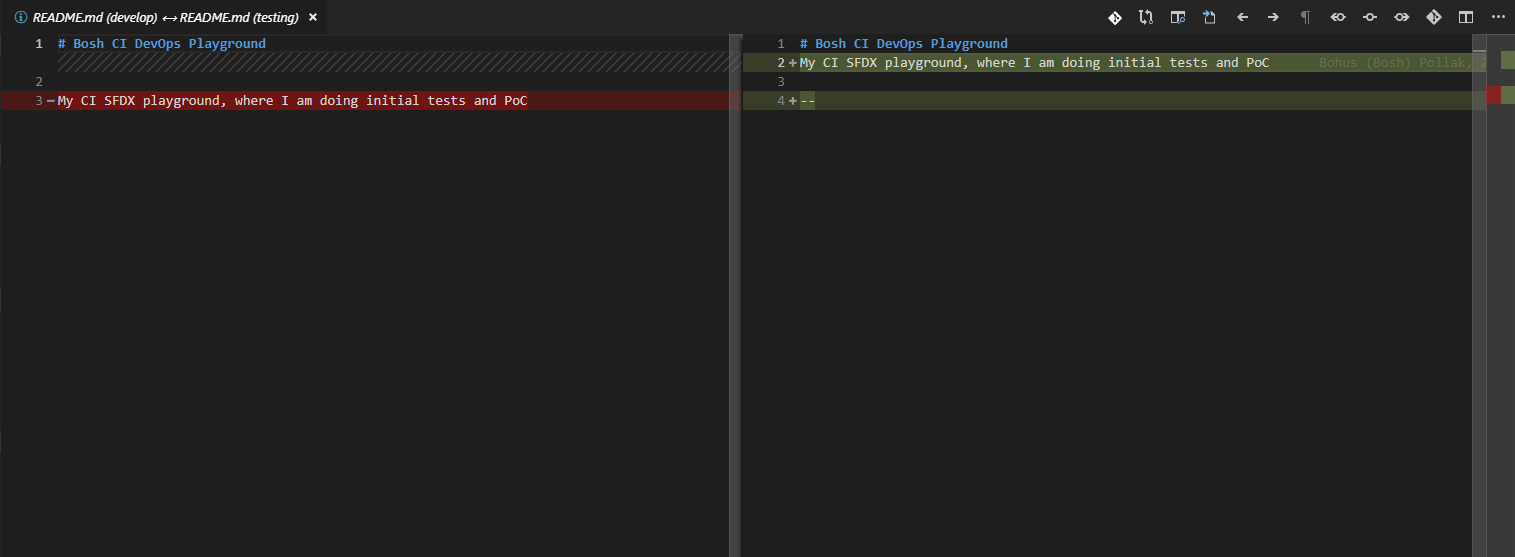 README.md (develop) ↔ README.md (testing) ×
1 # Bosh CI DevOps Playground
2
3 −My CI SFDX playground, where I am doing initial tests and PoC
1 # Bosh CI DevOps Playground
2 +My CI SFDX playground, where I am doing initial tests and PoC Bohus (Bosh) Pollak,
3
4 +--